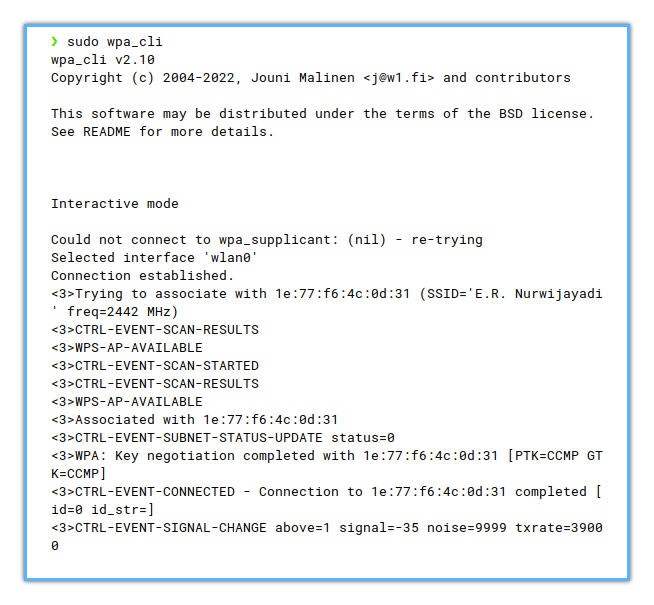 ❯ sudo wpa_cli
wpa_cli v2.10
Copyright (c) 2004-2022, Jouni Malinen <j@w1.fi> and contributors
This software may be distributed under the terms of the BSD license.
See README for more details.
Interactive mode
Could not connect to wpa_supplicant: (nil) - re-trying
Selected interface 'wlan0'
Connection established.
<3>Trying to associate with 1e:77:f6:4c:0d:31 (SSID='E.R. Nurwijayadi
' freq=2442 MHz)
<3>CTRL-EVENT-SCAN-RESULTS
<3>WPS-AP-AVAILABLE
<3>CTRL-EVENT-SCAN-STARTED
<3>CTRL-EVENT-SCAN-RESULTS
<3>WPS-AP-AVAILABLE
<3>Associated with 1e:77:f6:4c:0d:31
<3>CTRL-EVENT-SUBNET-STATUS-UPDATE status=0
<3>WPA: Key negotiation completed with 1e:77:f6:4c:0d:31 [PTK=CCMP GT
K=CCMP]
<3>CTRL-EVENT-CONNECTED - Connection to 1e:77:f6:4c:0d:31 completed [
id=0 id_str=]
<3>CTRL-EVENT-SIGNAL-CHANGE above=1 signal=-35 noise=9999 txrate=3900
0